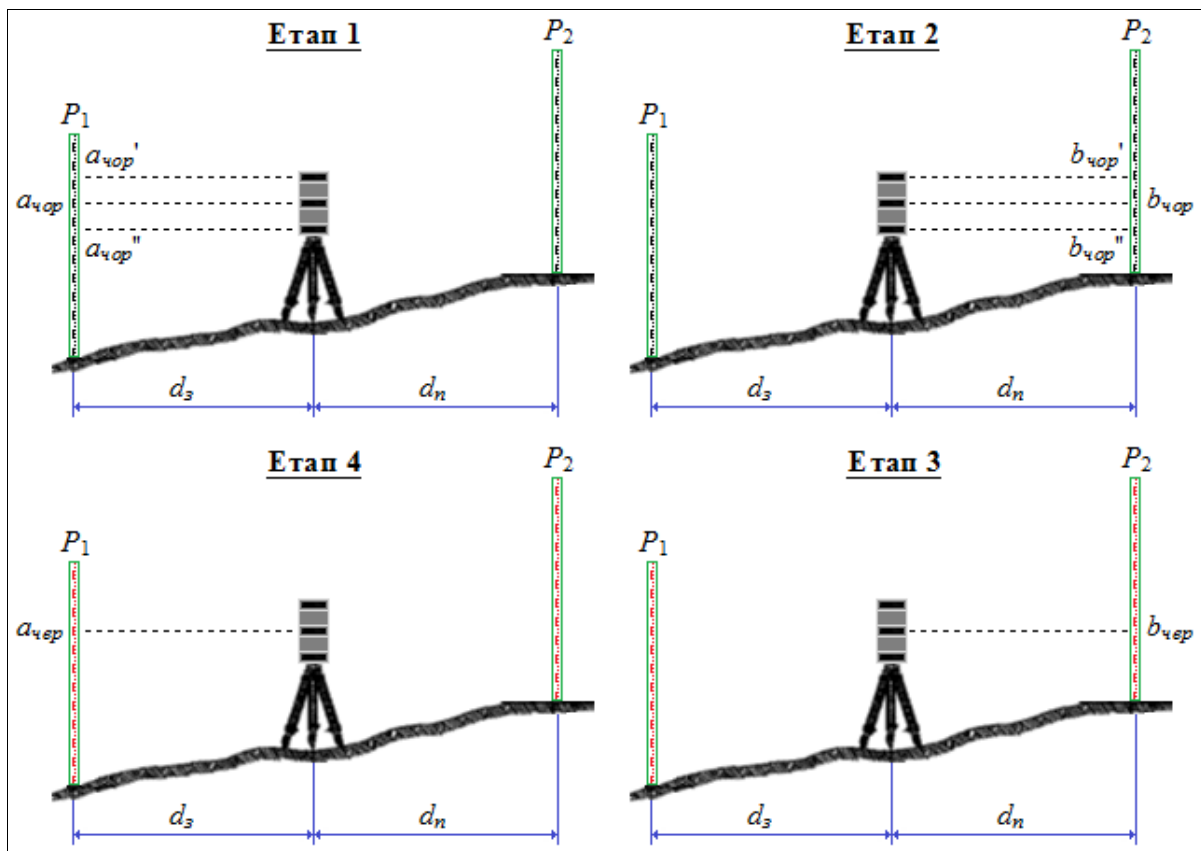 Етап 1
P₂
P₁
aчор'
aчор
aчор"
dз
dп
Етап 2
P₂
P₁
bчор'
bчор
bчор"
dз
dп
Етап 4
P₂
P₁
aчер
dз
dп
Етап 3
P₂
P₁
bчер
dз
dп